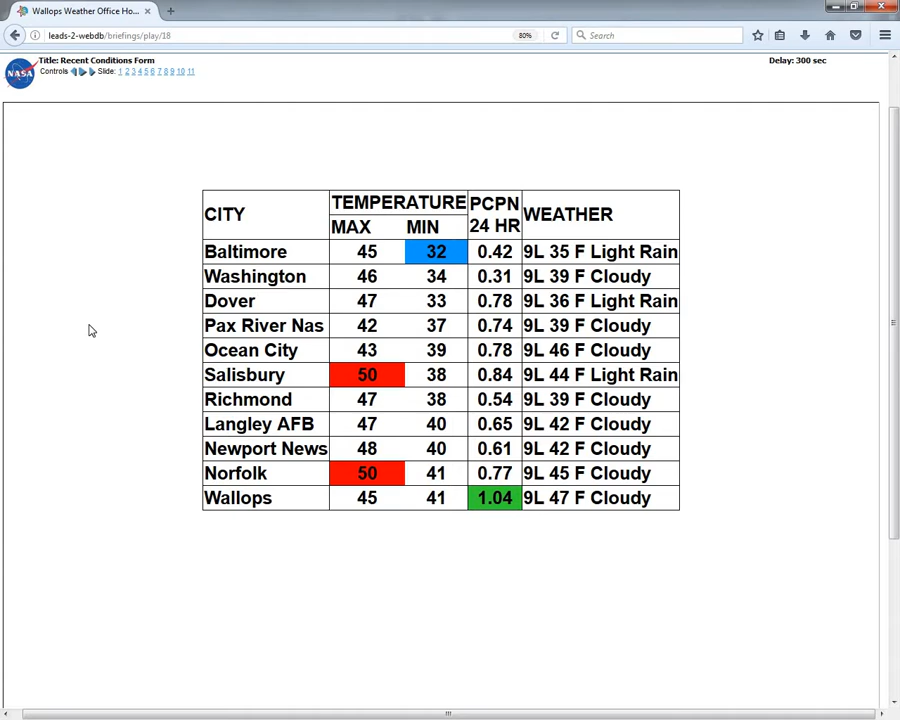 Wallops Weather Office Ho...
leads-2-webdb/briefings/play/18
80%
Search
NASA
Title: Recent Conditions Form
Delay: 300 sec
Controls Slide: 1 2 3 4 5 6 7 8 9 10 11
CITY TEMPERATURE PCPN 24 HR WEATHER
MAX MIN
Baltimore 45 32 0.42 9L 35 F Light Rain
Washington 46 34 0.31 9L 39 F Cloudy
Dover 47 33 0.78 9L 36 F Light Rain
Pax River Nas 42 37 0.74 9L 39 F Cloudy
Ocean City 43 39 0.78 9L 46 F Cloudy
Salisbury 50 38 0.84 9L 44 F Light Rain
Richmond 47 38 0.54 9L 39 F Cloudy
Langley AFB 47 40 0.65 9L 42 F Cloudy
Newport News 48 40 0.61 9L 42 F Cloudy
Norfolk 50 41 0.77 9L 45 F Cloudy
Wallops 45 41 1.04 9L 47 F Cloudy